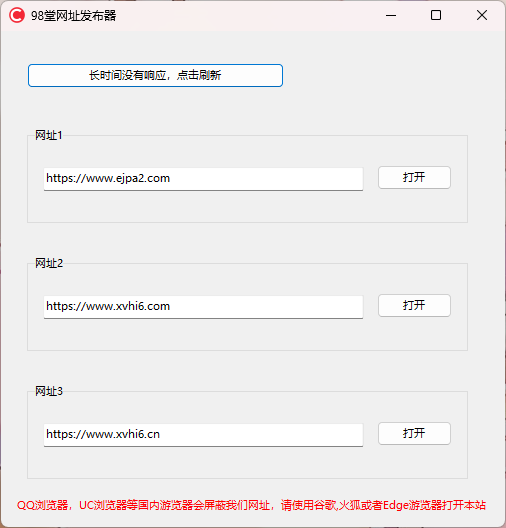 98堂网址发布器
长时间没有响应，点击刷新
网址1
https://www.ejpa2.com 打开
网址2
https://www.xvhi6.com 打开
网址3
https://www.xvhi6.cn 打开
QQ浏览器，UC浏览器等国内游览器会屏蔽我们网址，请使用谷歌,火狐或者Edge游览器打开本站